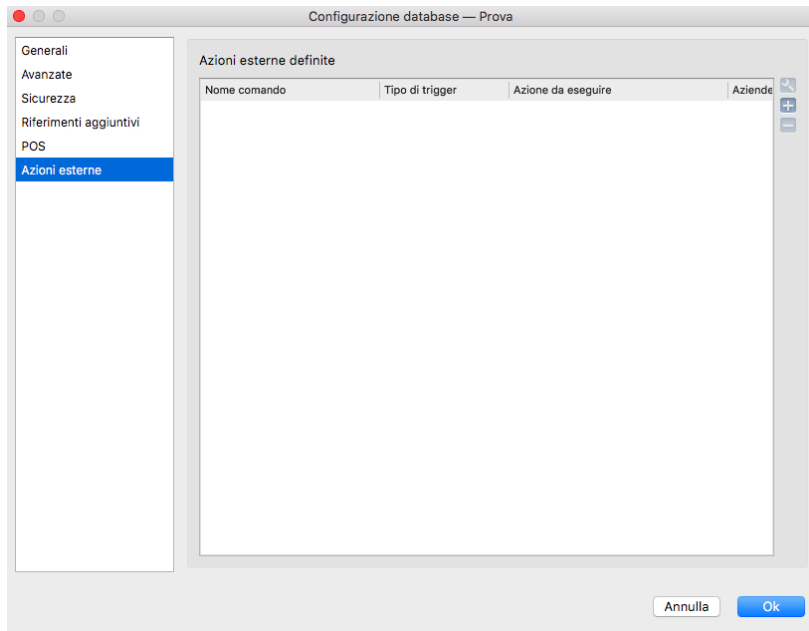 Configurazione database — Prova
Generali
Avanzate
Sicurezza
Riferimenti aggiuntivi
POS
Azioni esterne
Azioni esterne definite
Nome comando Tipo di trigger Azione da eseguire Aziende
Annulla Ok